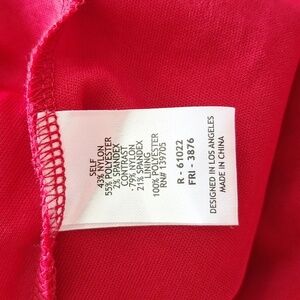 SELF
43% NYLON
55% POLYESTER
2% SPANDEX
CONTRAST
-79% NYLON
21% SPANDEX
LINING
100% POLYESTER
RN# 139705
R - 61022
FRI - 3876
DESIGNED IN LOS ANGELES
MADE IN CHINA